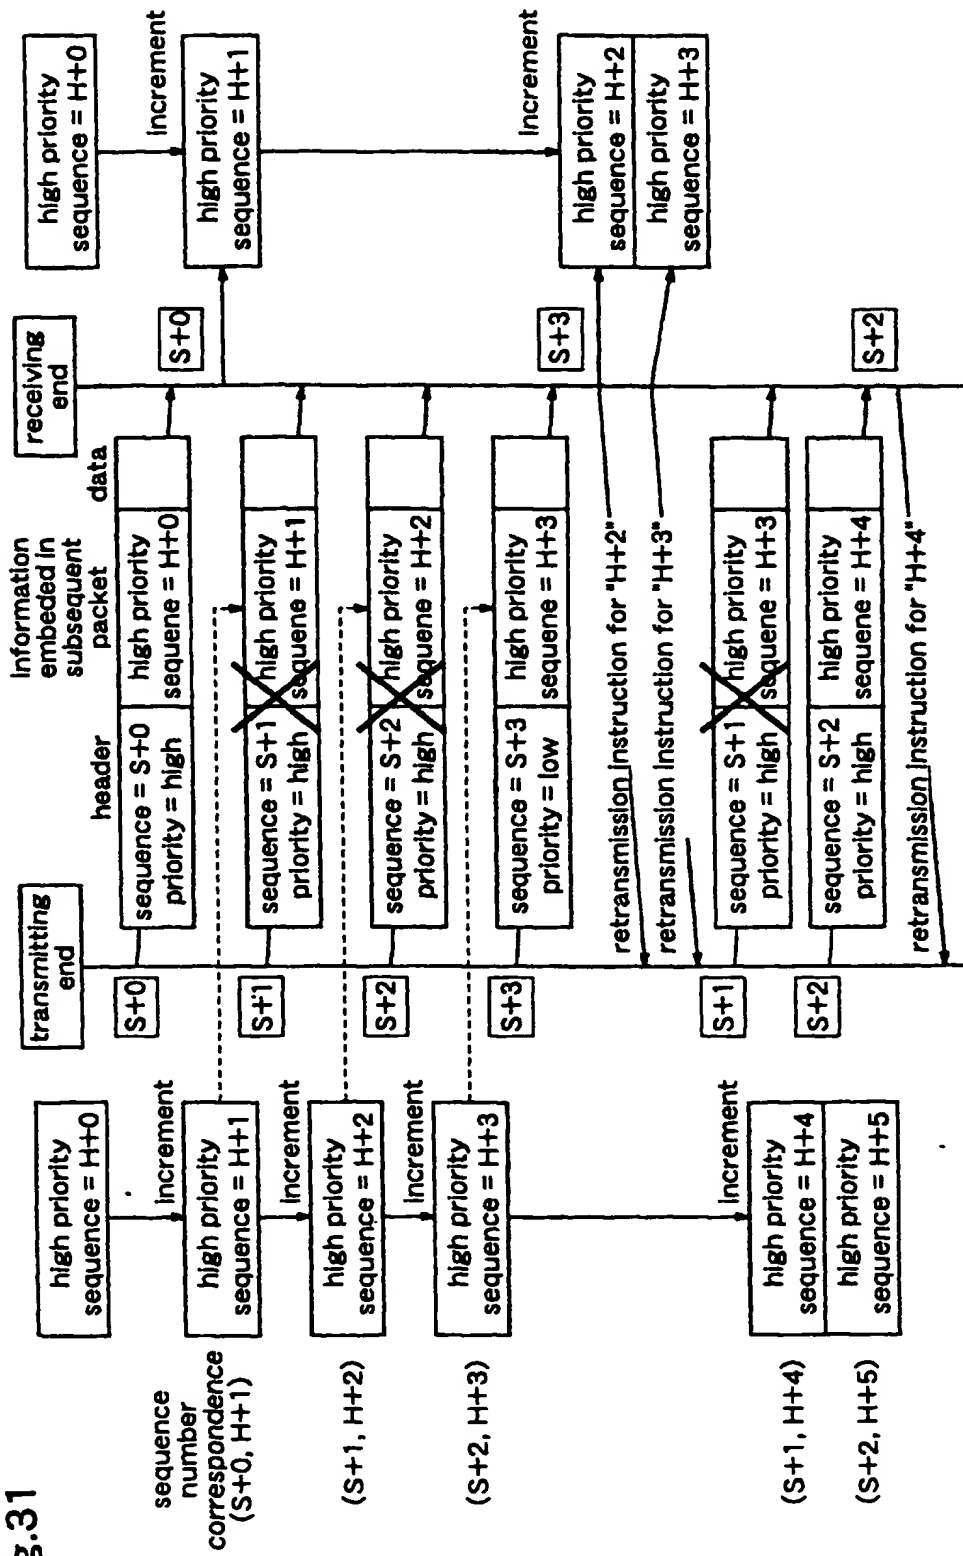 g.31
sequence
number
correspondence
(S+0, H+1)
(S+1, H+2)
(S+2, H+3)
(S+1, H+4)
(S+2, H+5)
high priority
sequence = H+0
increment
high priority
sequence = H+1
increment
high priority
sequence = H+2
increment
high priority
sequence = H+3
increment
high priority
sequence = H+4
high priority
sequence = H+5
transmitting
end
S+0
S+1
S+2
S+3
S+1
S+2
header
Information
embeded in
subsequent
packet
data
sequence = S+0
priority = high
high priority
sequene = H+0
sequence = S+1
priority = high
high priority
sequene = H+1
sequence = S+2
priority = high
high priority
sequene = H+2
sequence = S+3
priority = low
high priority
sequene = H+3
retransmission instruction for "H+2"
retransmission instruction for "H+3"
sequence = S+1
priority = high
high priority
sequene = H+3
sequence = S+2
priority = high
high priority
sequene = H+4
retransmission instruction for "H+4"
receiving
end
S+0
S+3
S+2
high priority
sequence = H+0
increment
high priority
sequence = H+1
increment
high priority
sequence = H+2
high priority
sequence = H+3